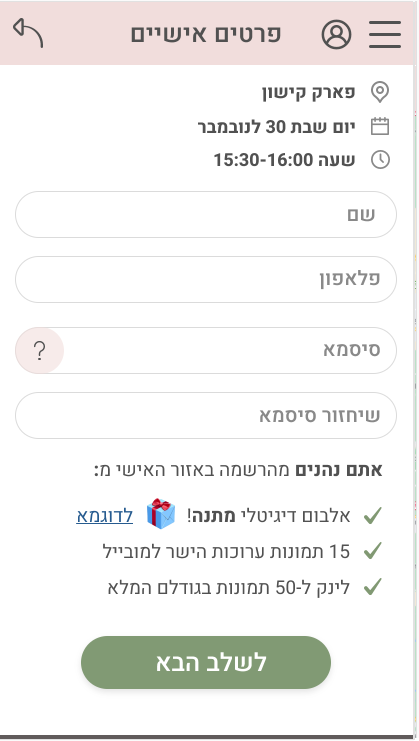 פרטים אישיים
פארק קישון
יום שבת 30 לנובמבר
שעה 15:30-16:00
שם
פלאפון
סיסמא
?
שיחזור סיסמא
אתם נהנים מהרשמה באזור האישי מ:
אלבום דיגיטלי מתנה! לדוגמא
15 תמונות ערוכות הישר למובייל
לינק ל-50 תמונות בגודלם המלא
לשלב הבא